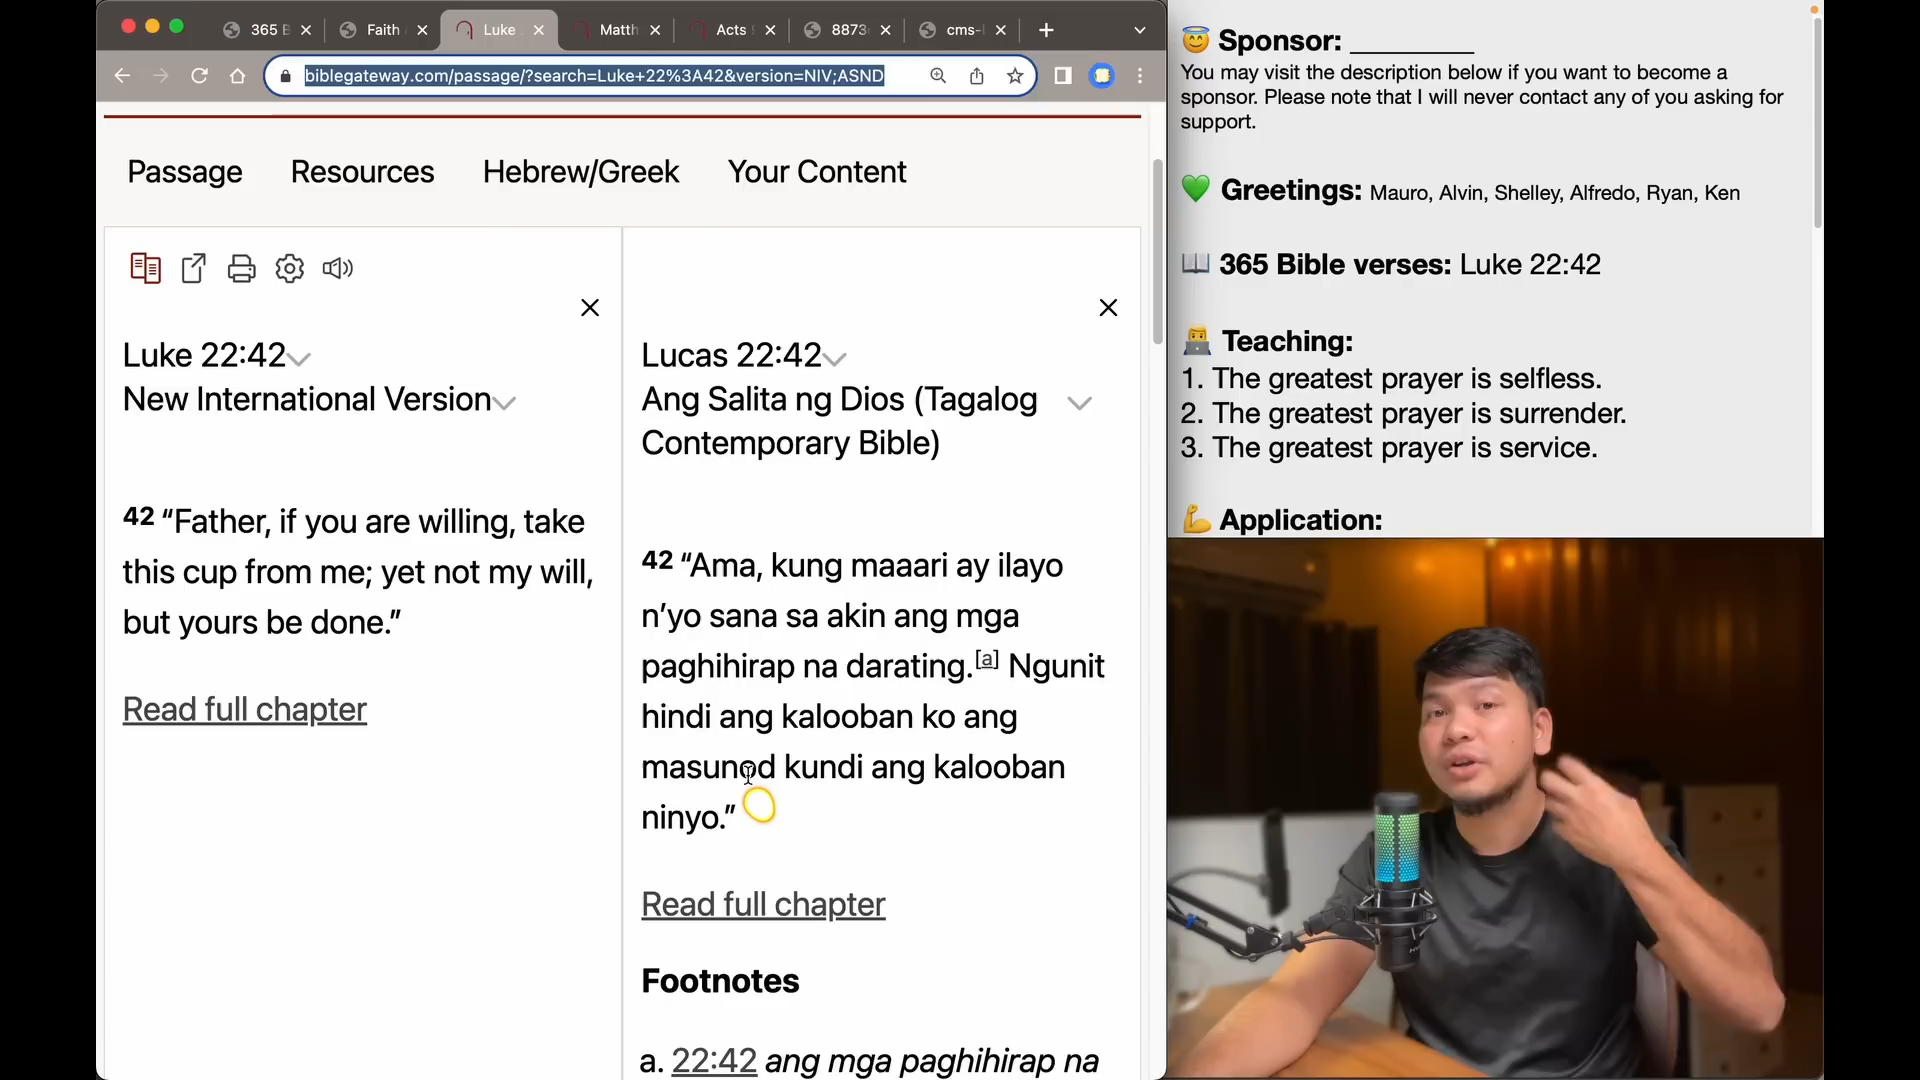 365 B
Faith
Luke
Matth
Acts
8873
cms-
biblegateway.com/passage/?search=Luke+22%3A42&version=NIV;ASND
Passage
Resources
Hebrew/Greek
Your Content
Luke 22:42
New International Version
42 “Father, if you are willing, take
this cup from me; yet not my will,
but yours be done.”
Read full chapter
Lucas 22:42
Ang Salita ng Dios (Tagalog
Contemporary Bible)
42 “Ama, kung maaari ay ilayo
n’yo sana sa akin ang mga
paghihirap na darating.[a] Ngunit
hindi ang kalooban ko ang
masunod kundi ang kalooban
ninyo.”
Read full chapter
Footnotes
a. 22:42 ang mga paghihirap na
😇 Sponsor: _________
You may visit the description below if you want to become a
sponsor. Please note that I will never contact any of you asking for
support.
💚 Greetings: Mauro, Alvin, Shelley, Alfredo, Ryan, Ken
📖 365 Bible verses: Luke 22:42
👨‍💻 Teaching:
1. The greatest prayer is selfless.
2. The greatest prayer is surrender.
3. The greatest prayer is service.
💪 Application: